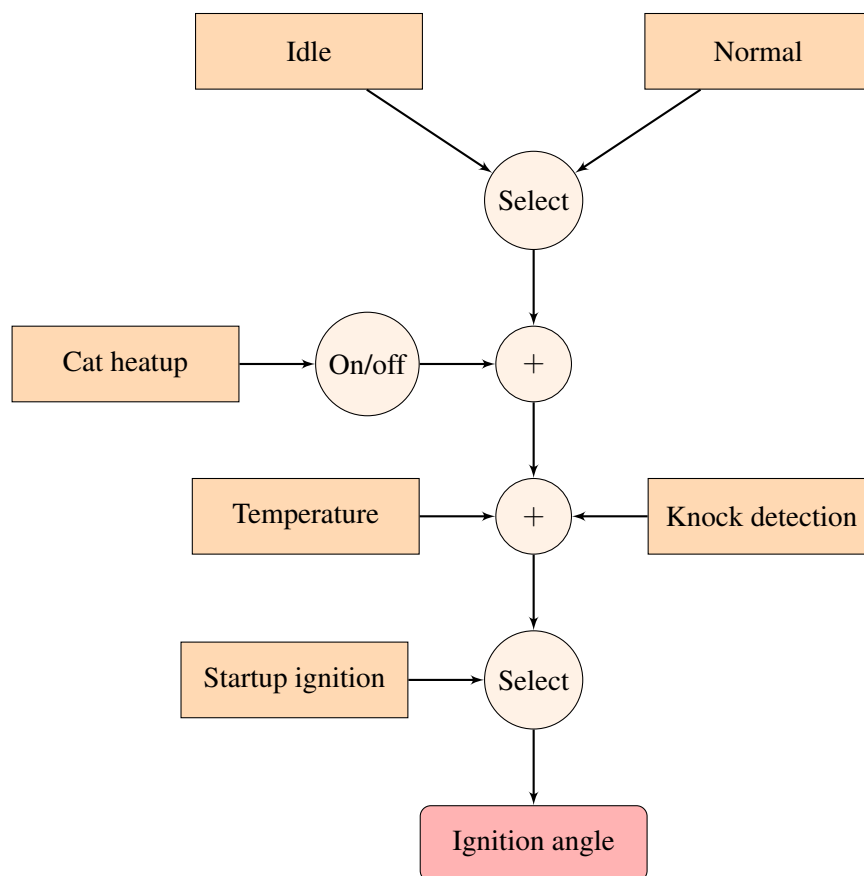 Idle
Normal
Select
Cat heatup
On/off
+
Temperature
+
Knock detection
Startup ignition
Select
Ignition angle